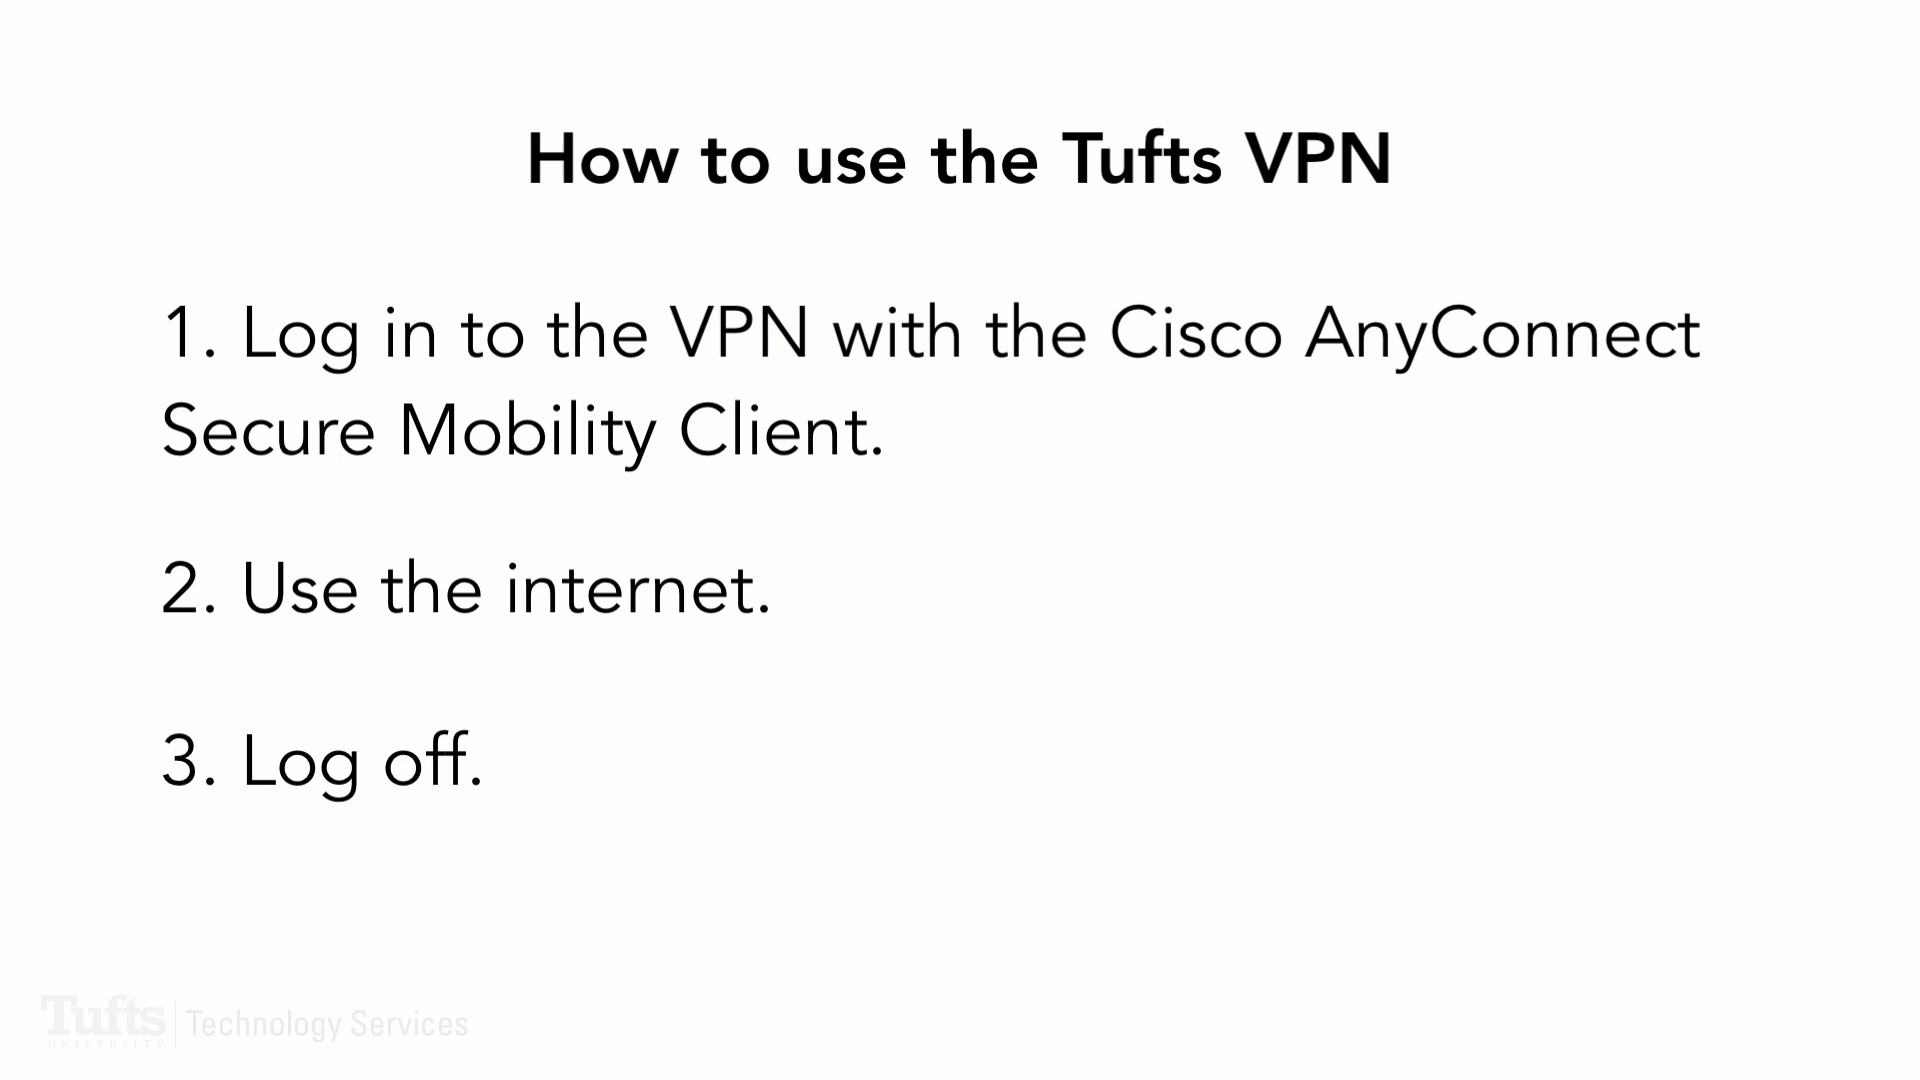 How to use the Tufts VPN
1. Log in to the VPN with the Cisco AnyConnect
Secure Mobility Client.
2. Use the internet.
3. Log off.
Tufts
UNIVERSITY
Technology Services